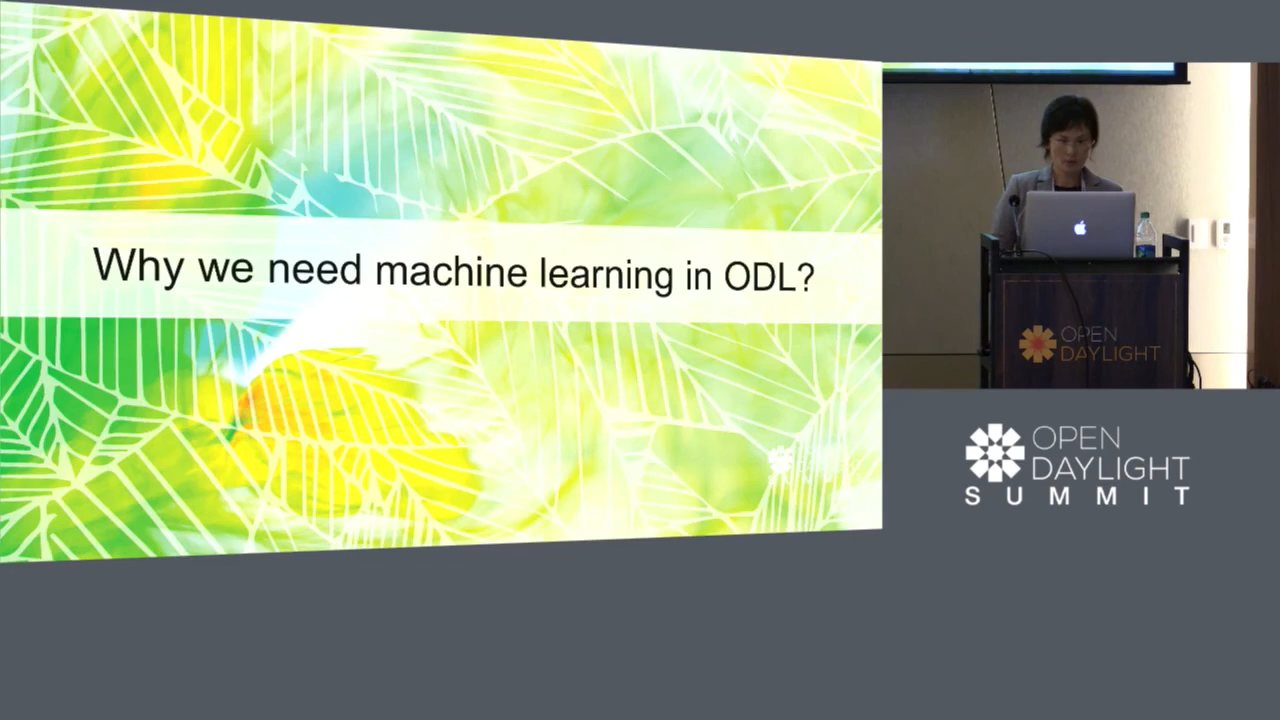 Why we need machine learning in ODL?
OPEN
DAYLIGHT
OPEN
DAYLIGHT
SUMMIT